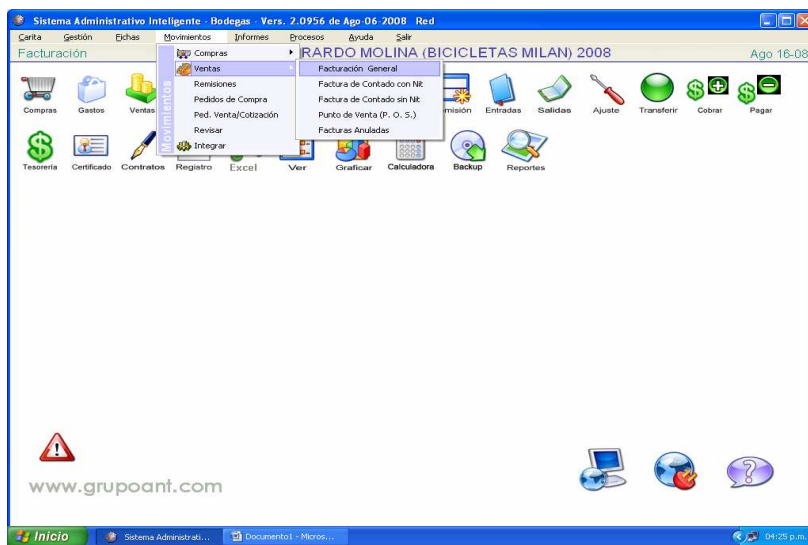 Sistema Administrativo Inteligente - Bodegas - Vers. 2.0956 de Ago-06-2008 Red
Carita Gestión Fichas Movimientos Informes Procesos Ayuda Salir
Facturación
RARDO MOLINA (BICICLETAS MILAN) 2008
Ago 16-08
Movimientos
Compras
Ventas
Remisiones
Pedidos de Compra
Ped. Venta/Cotización
Revisar
Integrar
Facturación General
Factura de Contado con Nit
Factura de Contado sin Nit
Punto de Venta (P. O. S.)
Facturas Anuladas
Compras Gastos Ventas misión Entradas Salidas Ajuste Transferir Cobrar Pagar
Tesorería Certificado Contratos Registro Excel Ver Graficar Calculadora Backup Reportes
www.grupoant.com
Inicio Sistema Administrati... Documento1 - Micros... 04:25 p.m.